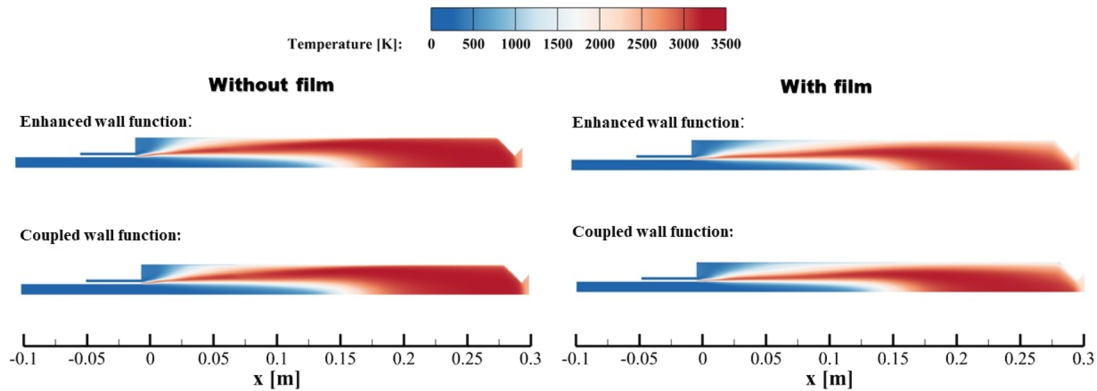 Temperature [K]: 0 500 1000 1500 2000 2500 3000 3500
Without film
With film
Enhanced wall function:
Enhanced wall function:
Coupled wall function:
Coupled wall function:
-0.1 -0.05 0 0.05 0.1 0.15 0.2 0.25 0.3
x [m]
-0.1 -0.05 0 0.05 0.1 0.15 0.2 0.25 0.3
x [m]